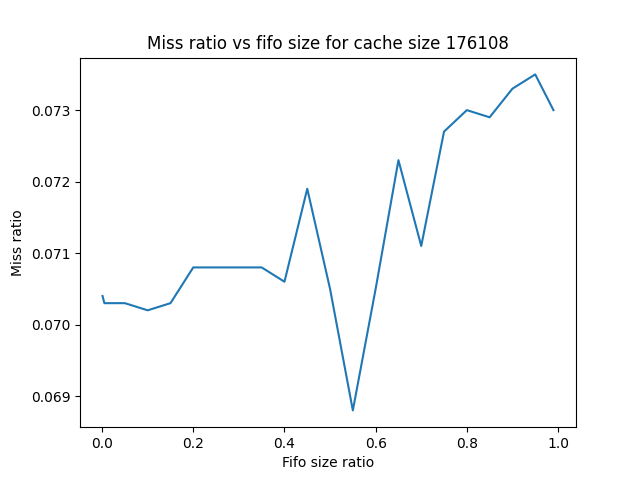 Miss ratio vs fifo size for cache size 176108
0.073
0.072
0.071
0.070
0.069
Miss ratio
0.0 0.2 0.4 0.6 0.8 1.0
Fifo size ratio